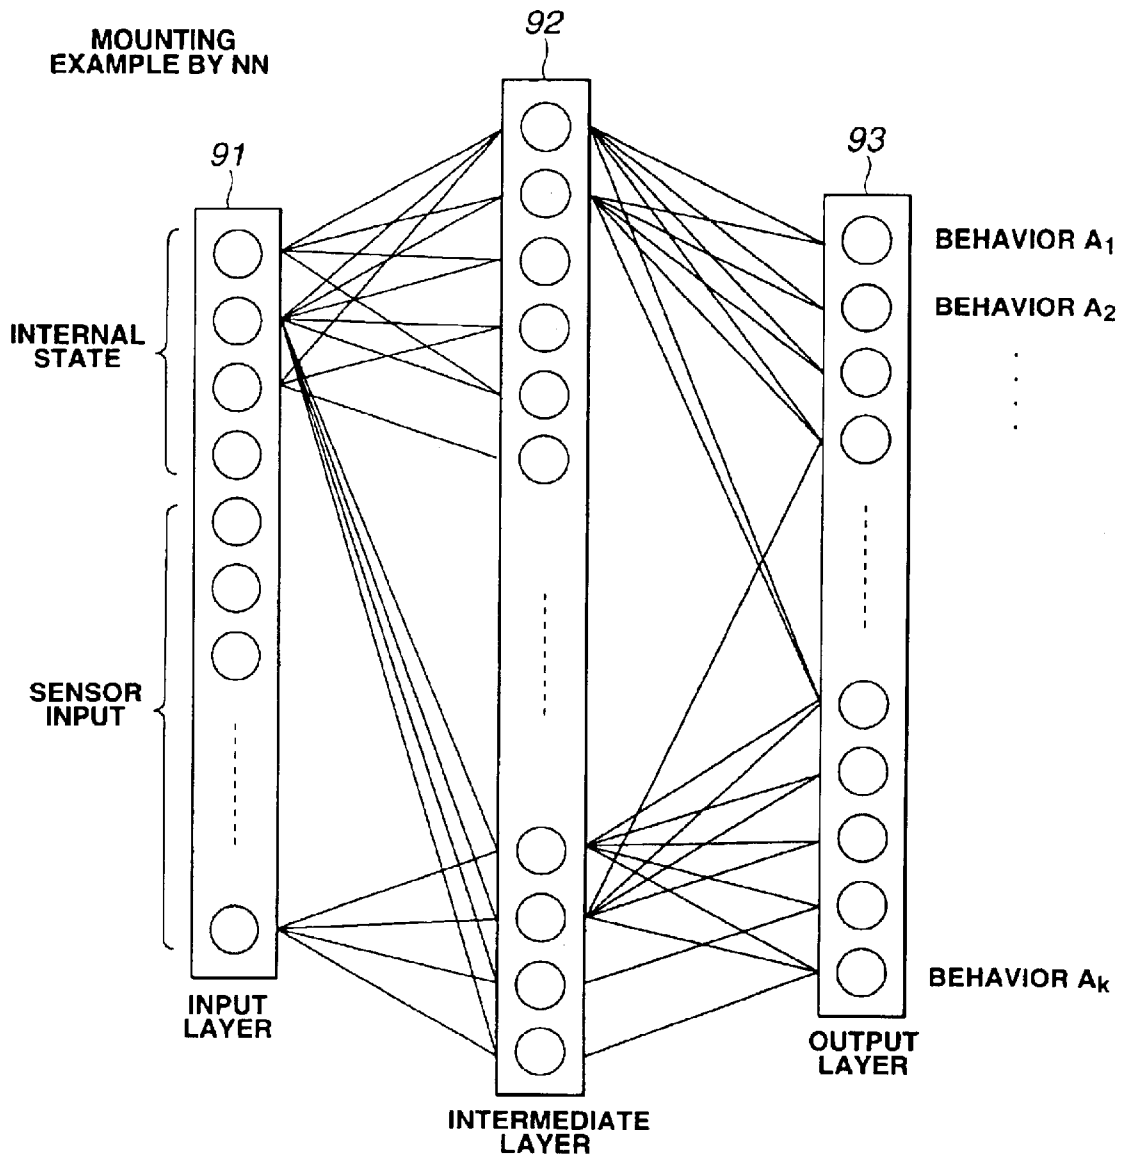 MOUNTING
EXAMPLE BY NN
91
92
93
INTERNAL
STATE
SENSOR
INPUT
BEHAVIOR A1
BEHAVIOR A2
BEHAVIOR Ak
INPUT
LAYER
INTERMEDIATE
LAYER
OUTPUT
LAYER